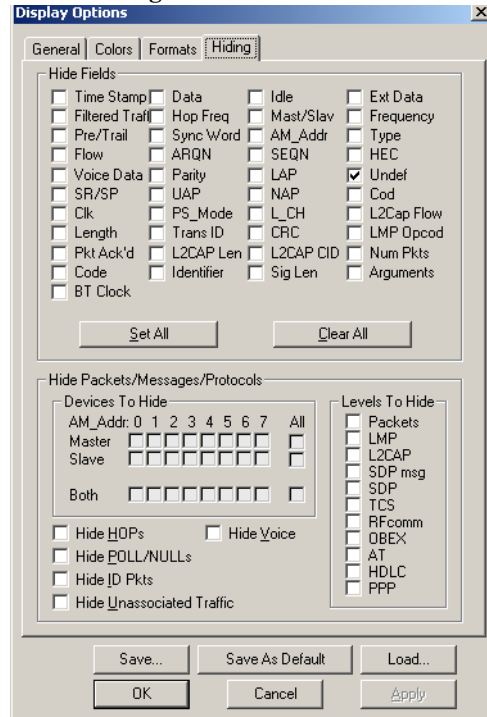 Display Options
General Colors Formats Hiding
Hide Fields
Time Stamp Data Idle Ext Data
Filtered Traff Hop Freq Mast/Slav Frequency
Pre/Trail Sync Word AM_Addr Type
Flow ARQN SEQN HEC
Voice Data Parity LAP Undef
SR/SP UAP NAP Cod
Clk PS_Mode L_CH L2Cap Flow
Length Trans ID CRC LMP Opcod
Pkt Ack'd L2CAP Len L2CAP CID Num Pkts
Code Identifier Sig Len Arguments
BT Clock
Set All Clear All
Hide Packets/Messages/Protocols
Devices To Hide
AM_Addr: 0 1 2 3 4 5 6 7 All
Master
Slave
Both
Hide HOPs Hide Voice
Hide POLL/NULLs
Hide ID Pkts
Hide Unassociated Traffic
Levels To Hide
Packets
LMP
L2CAP
SDP msg
SDP
TCS
RFcomm
OBEX
AT
HDLC
PPP
Save... Save As Default Load...
OK Cancel Apply